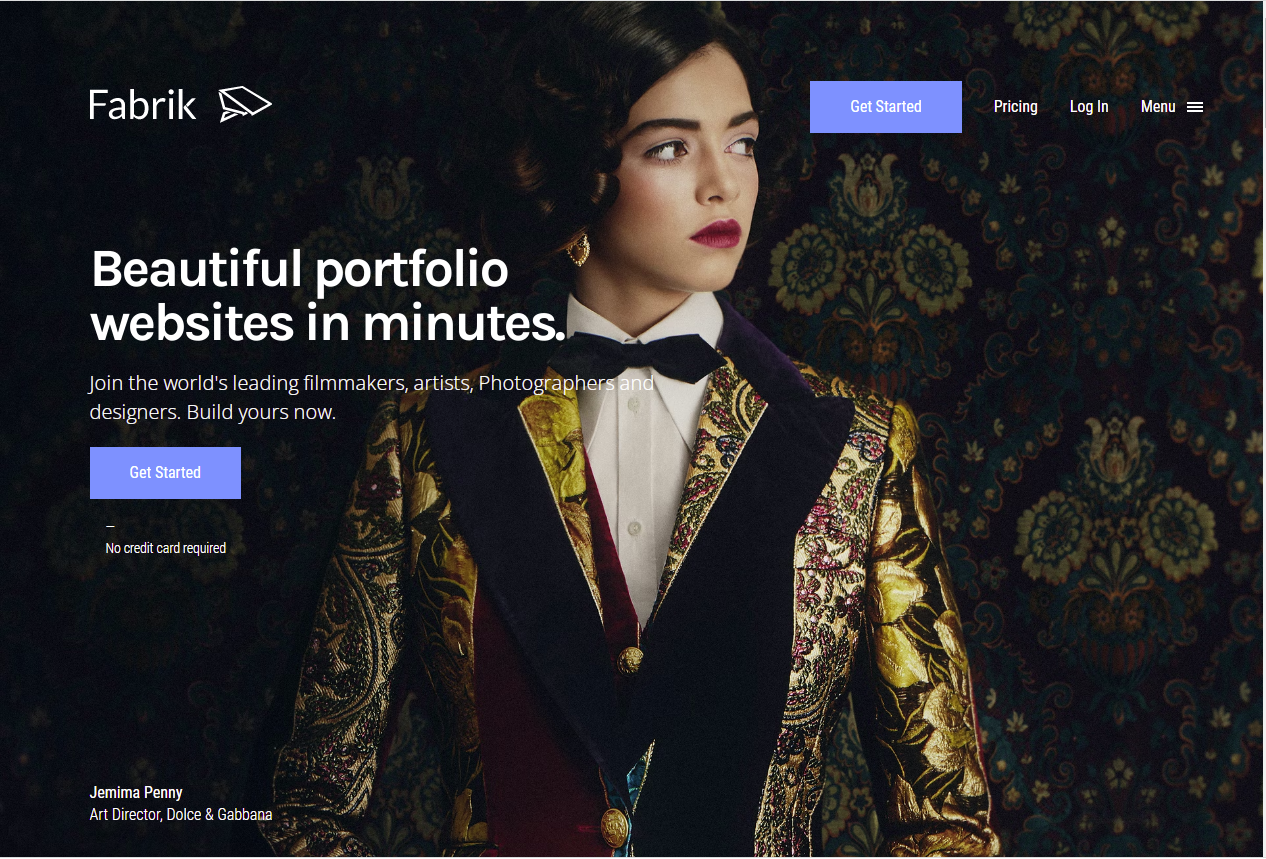 Fabrik
Get Started
Pricing
Log In
Menu
Beautiful portfolio
websites in minutes.
Join the world's leading filmmakers, artists, Photographers and
designers. Build yours now.
Get Started
–
No credit card required
Jemima Penny
Art Director, Dolce & Gabbana